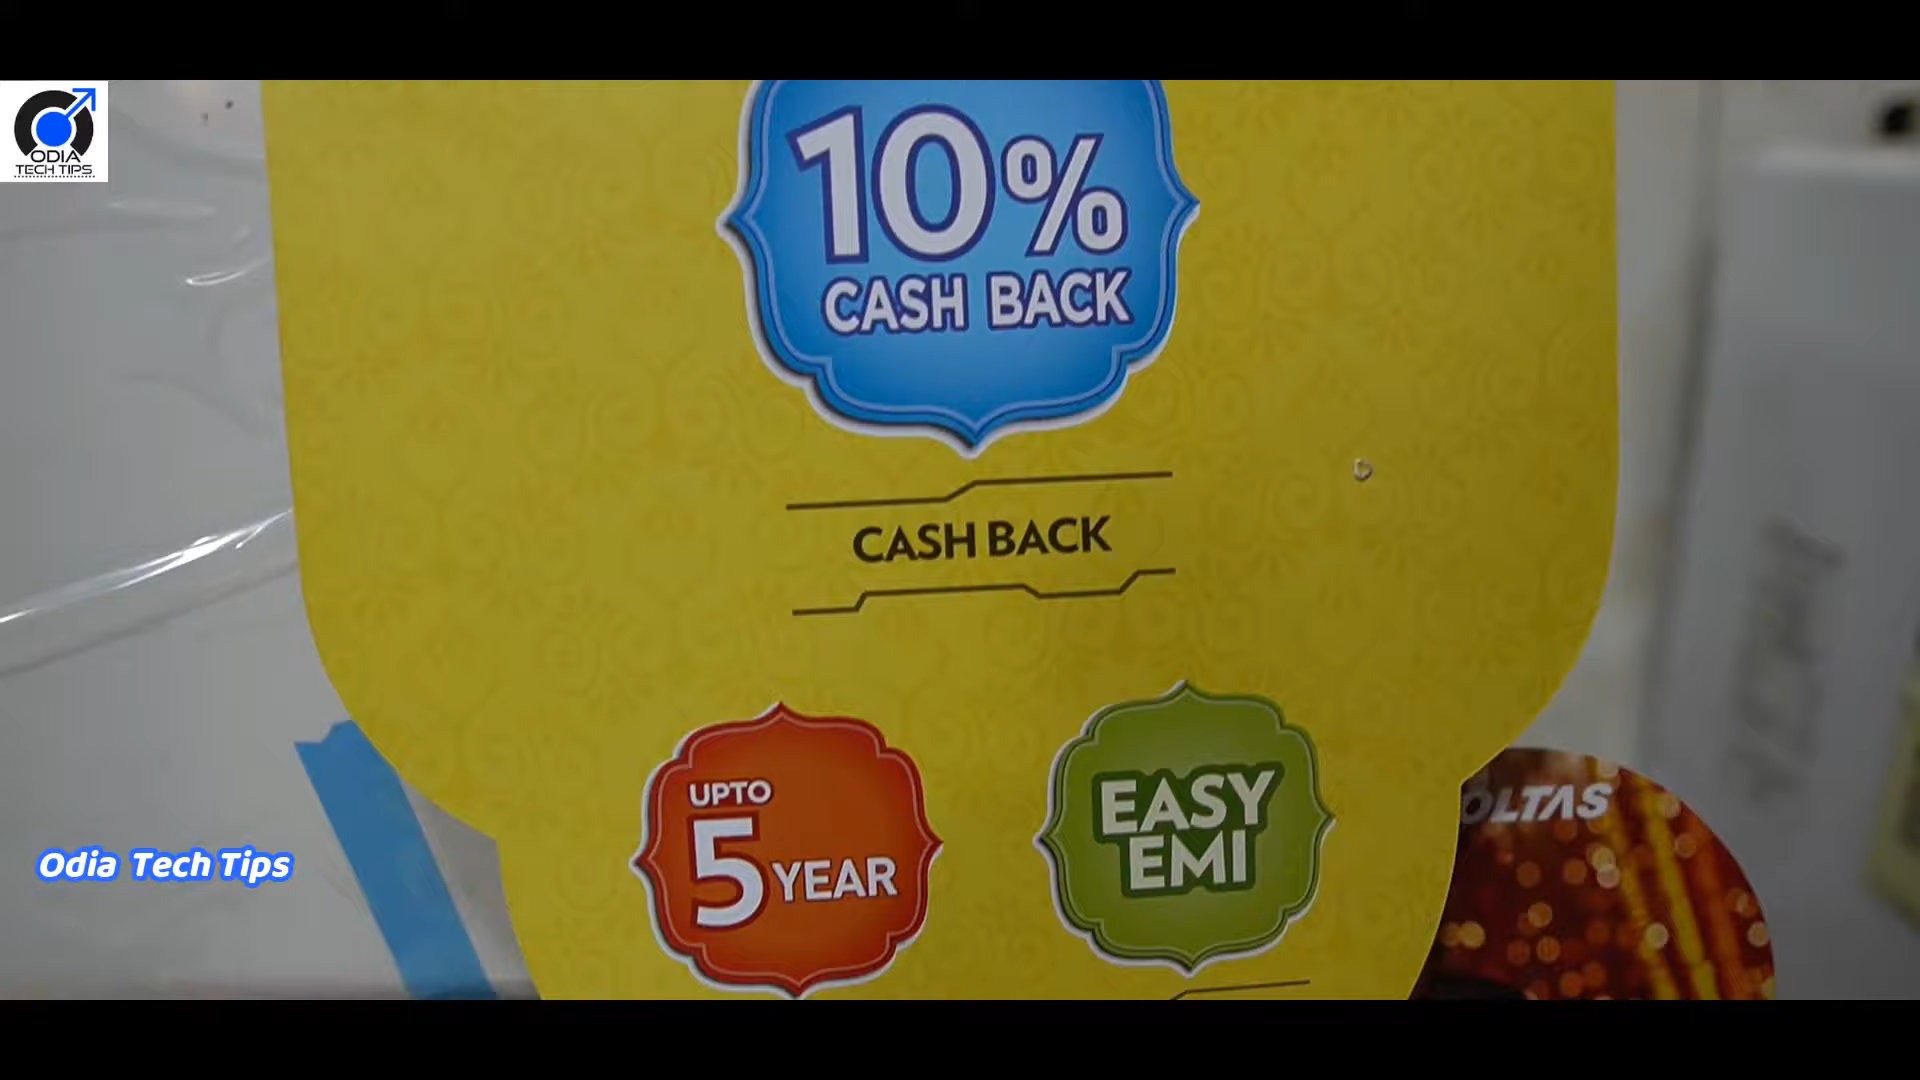 ODIA
TECH TIPS
10%
CASH BACK
CASH BACK
UPTO
5 YEAR
EASY
EMI
OLTAS
Odia Tech Tips